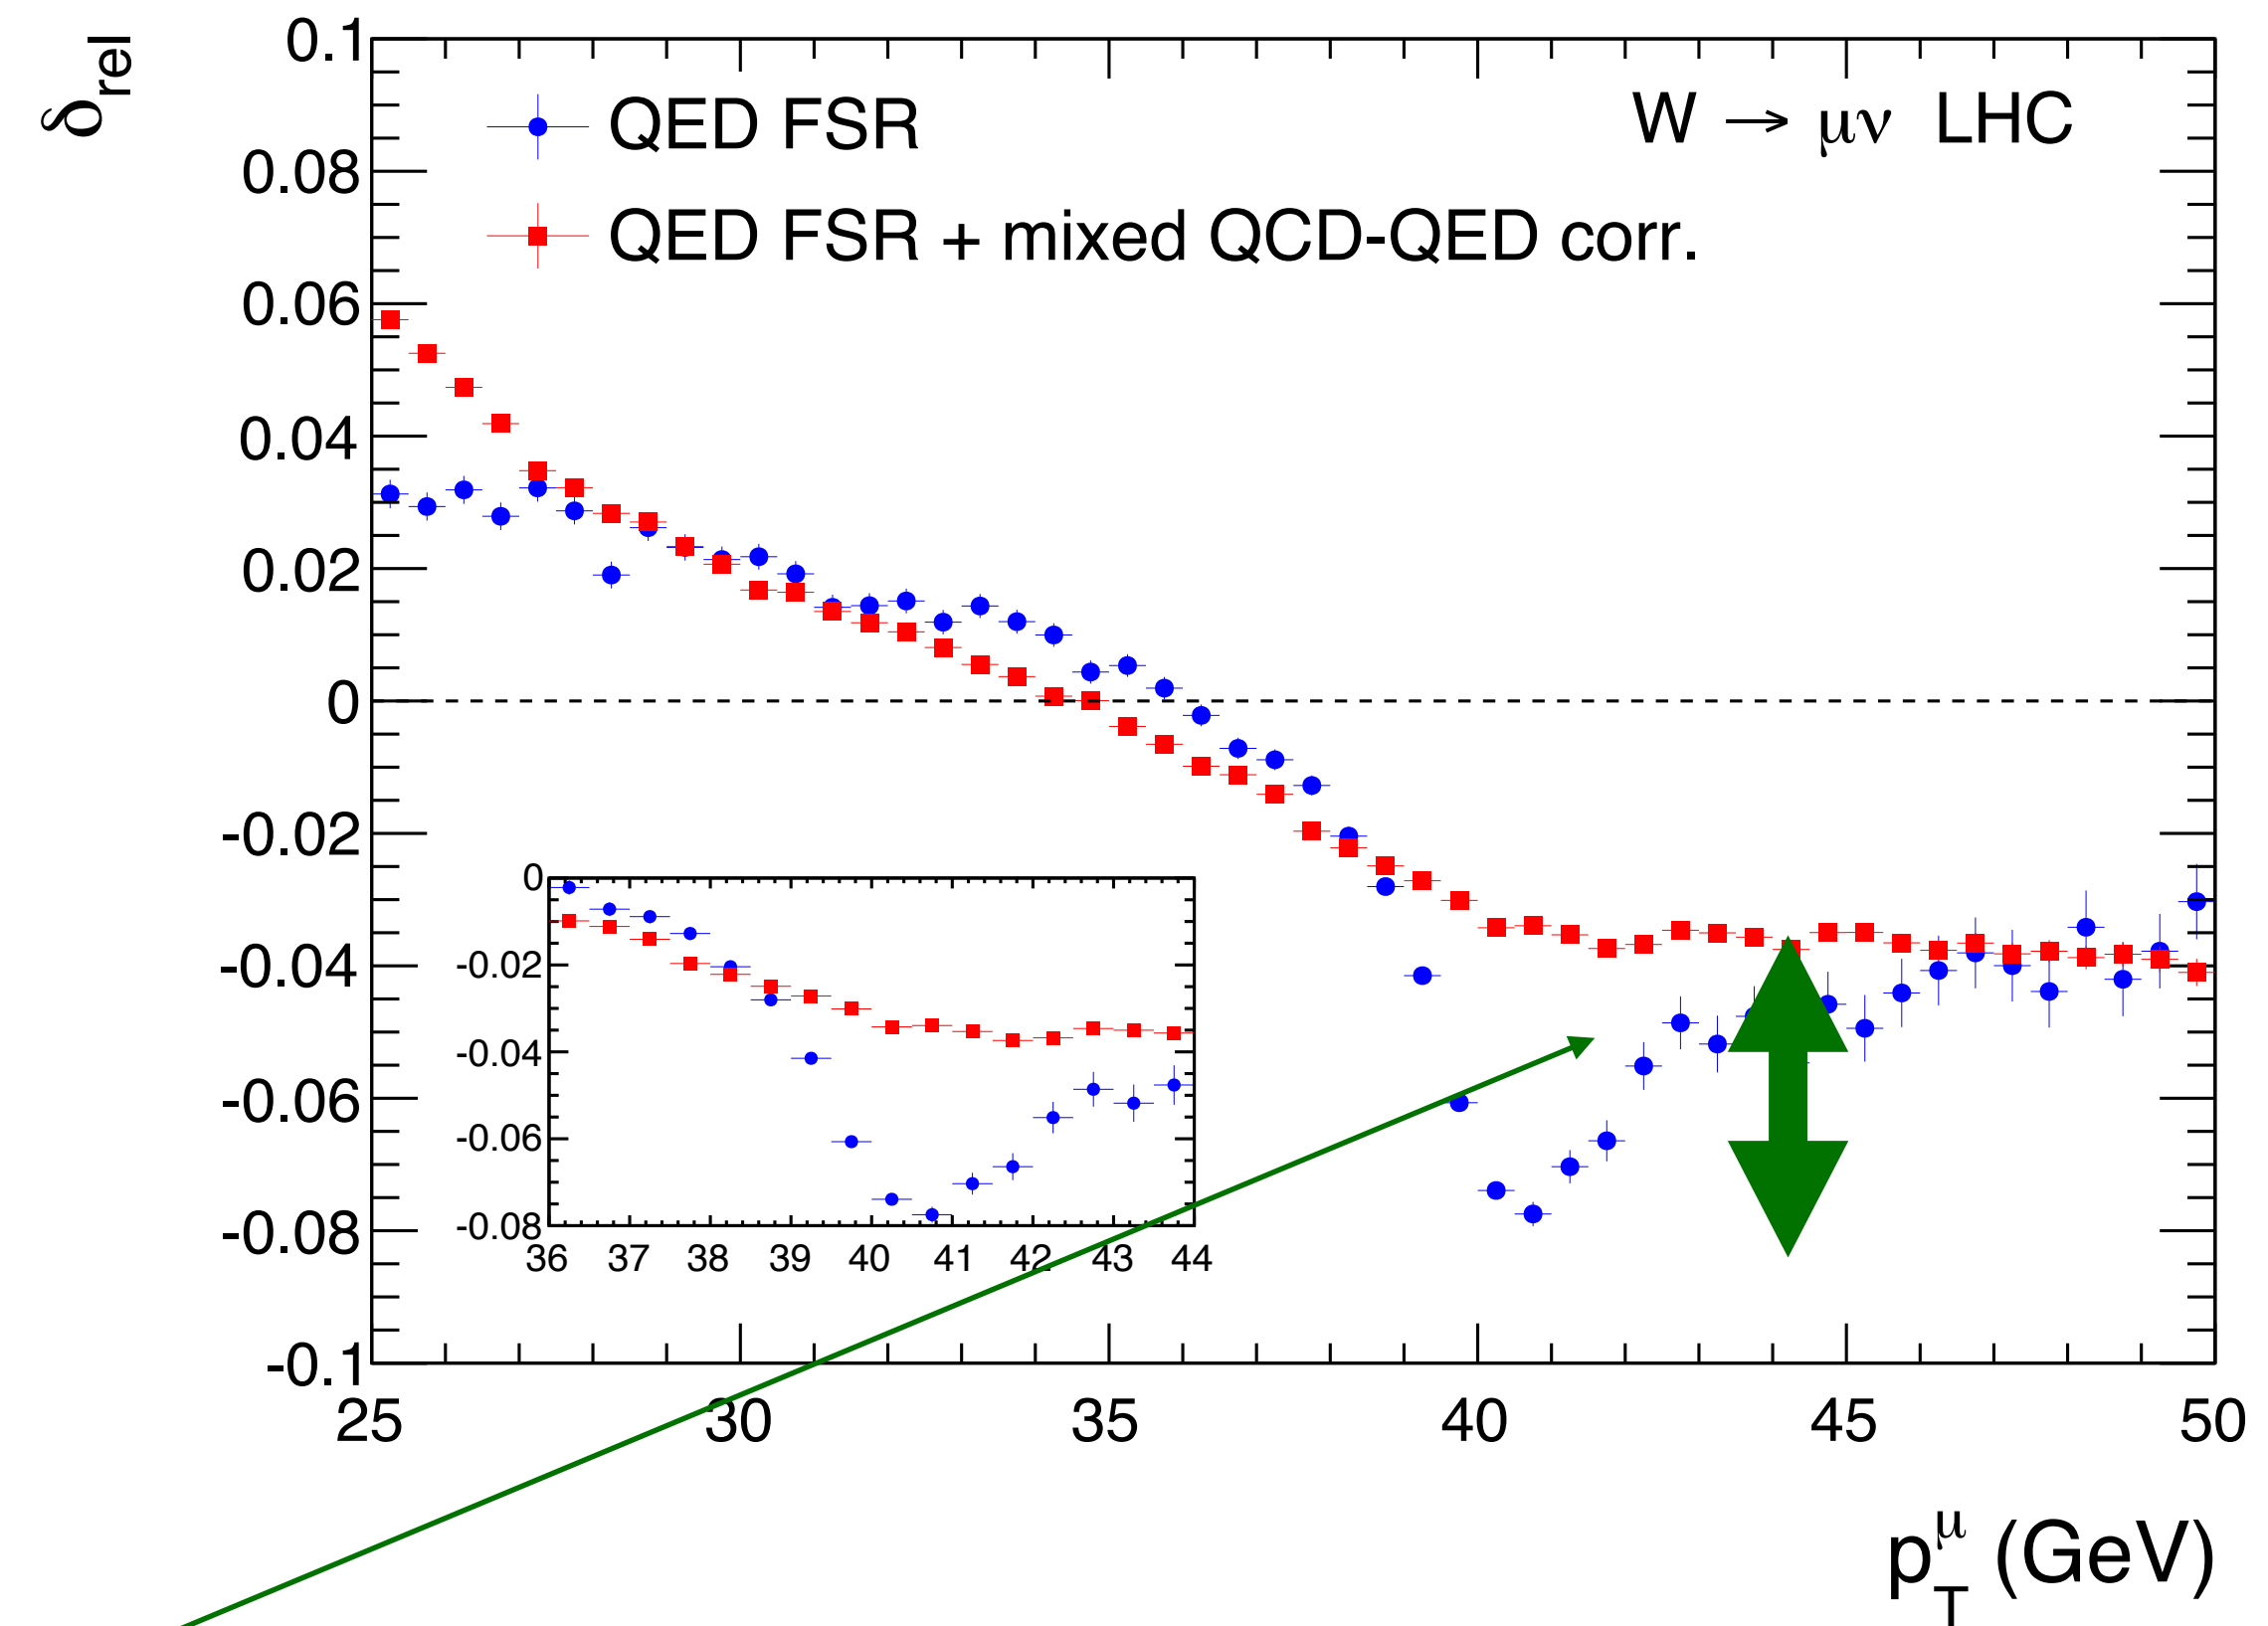 δrel
0.1
0.08
0.06
0.04
0.02
0
-0.02
-0.04
-0.06
-0.08
-0.1
QED FSR
QED FSR + mixed QCD-QED corr.
W → μν LHC
0
-0.02
-0.04
-0.06
-0.08
36 37 38 39 40 41 42 43 44
25 30 35 40 45 50
pTμ (GeV)